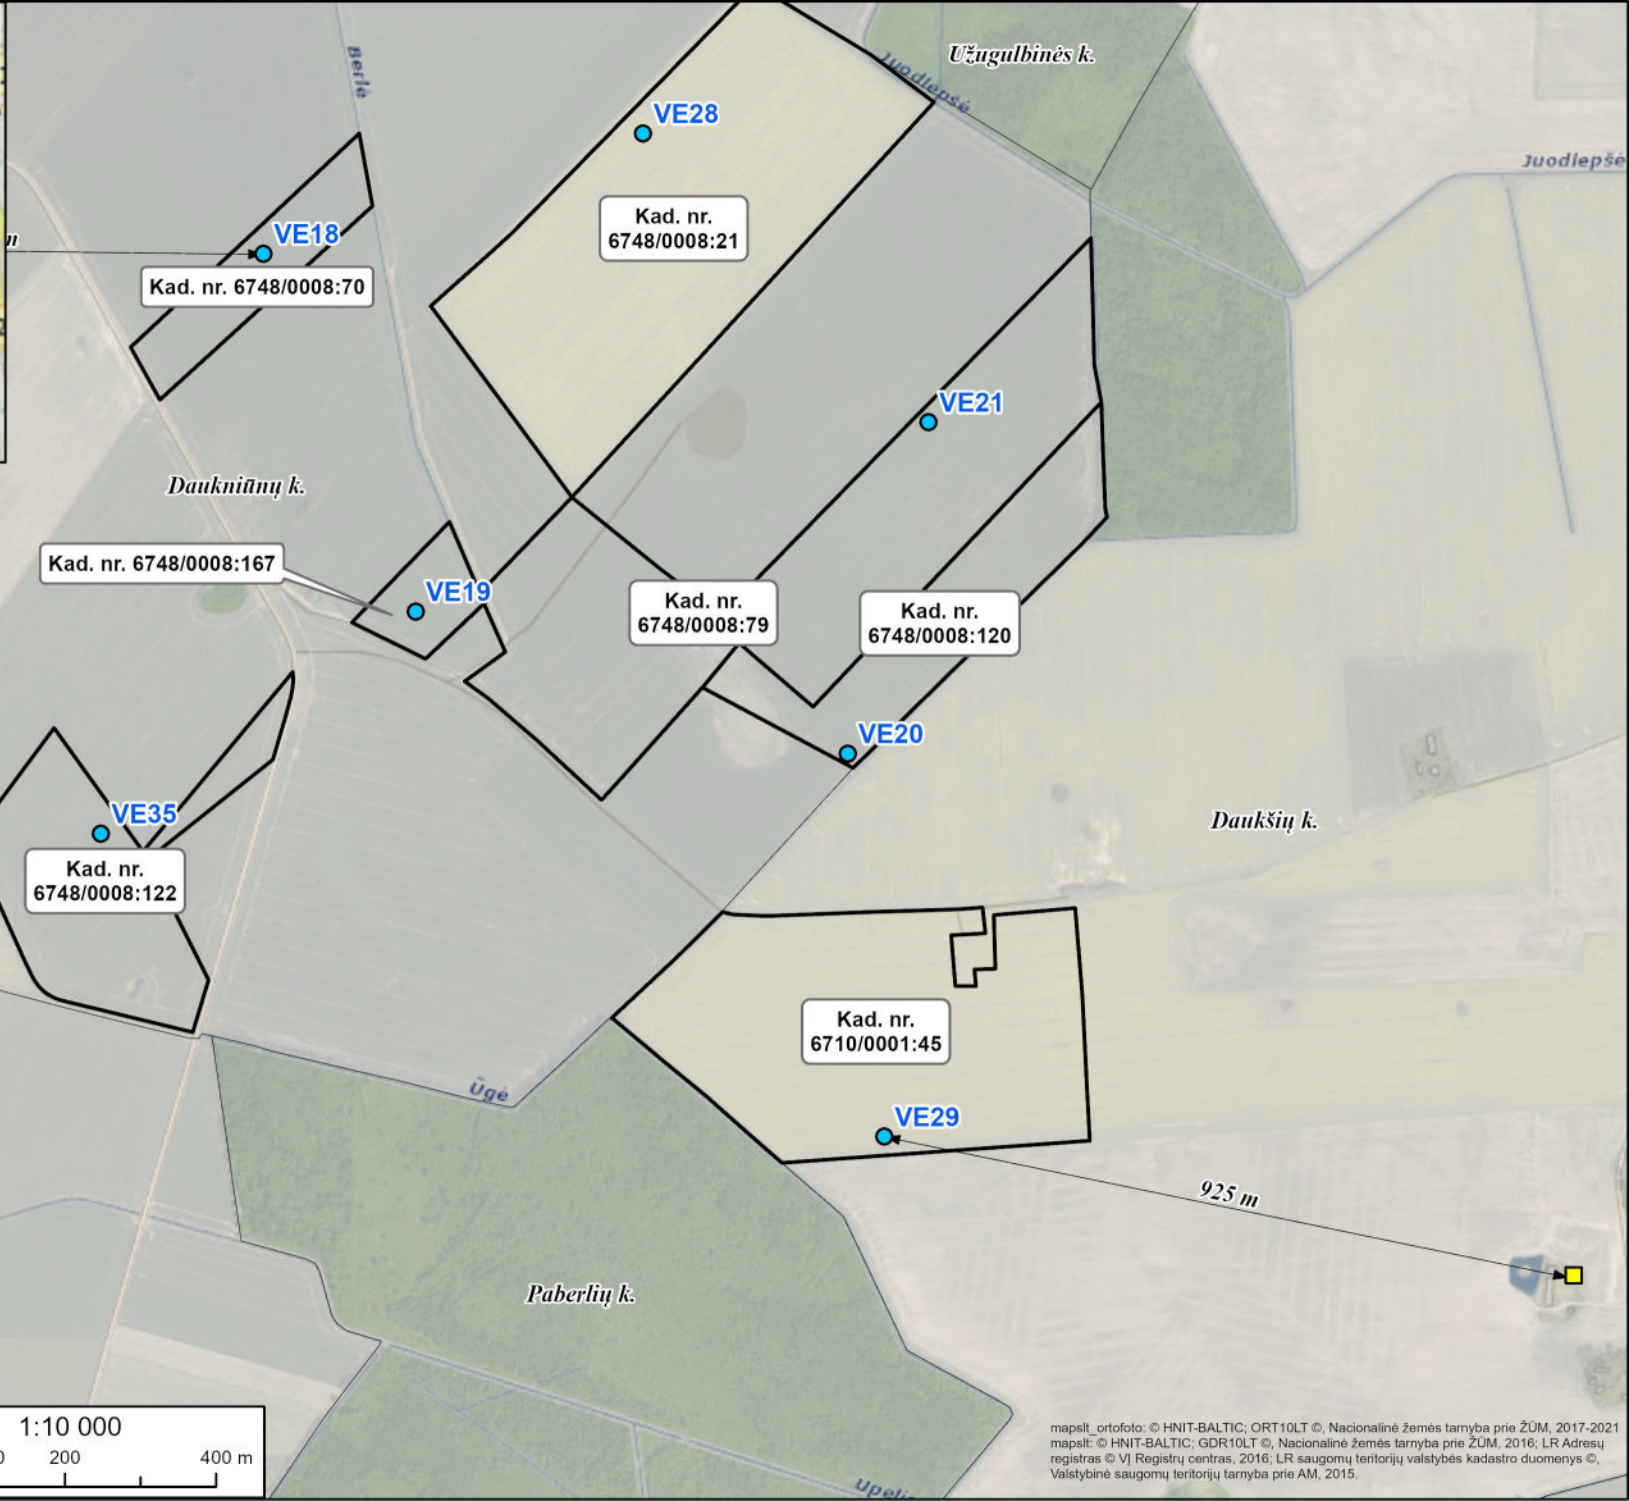 Užugulbinės k.
Berlė
Juodlepšė
VE28
Juodlepšė
Kad. nr.
6748/0008:21
VE18
n
Kad. nr. 6748/0008:70
VE21
Daukniūnų k.
Kad. nr. 6748/0008:167
VE19
Kad. nr.
6748/0008:79
Kad. nr.
6748/0008:120
VE20
VE35
Daukšių k.
Kad. nr.
6748/0008:122
Kad. nr.
6710/0001:45
Ūgė
VE29
925 m
Paberlių k.
1:10 000
0 200 400 m
mapslt_ortofoto: © HNIT-BALTIC; ORT10LT ©, Nacionalinė žemės tarnyba prie ŽŪM, 2017-2021
mapslt: © HNIT-BALTIC; GDR10LT ©, Nacionalinė žemės tarnyba prie ŽŪM, 2016; LR Adresų
registras © VĮ Registrų centras, 2016; LR saugomų teritorijų valstybės kadastro duomenys ©,
Valstybinė saugomų teritorijų tarnyba prie AM, 2015.